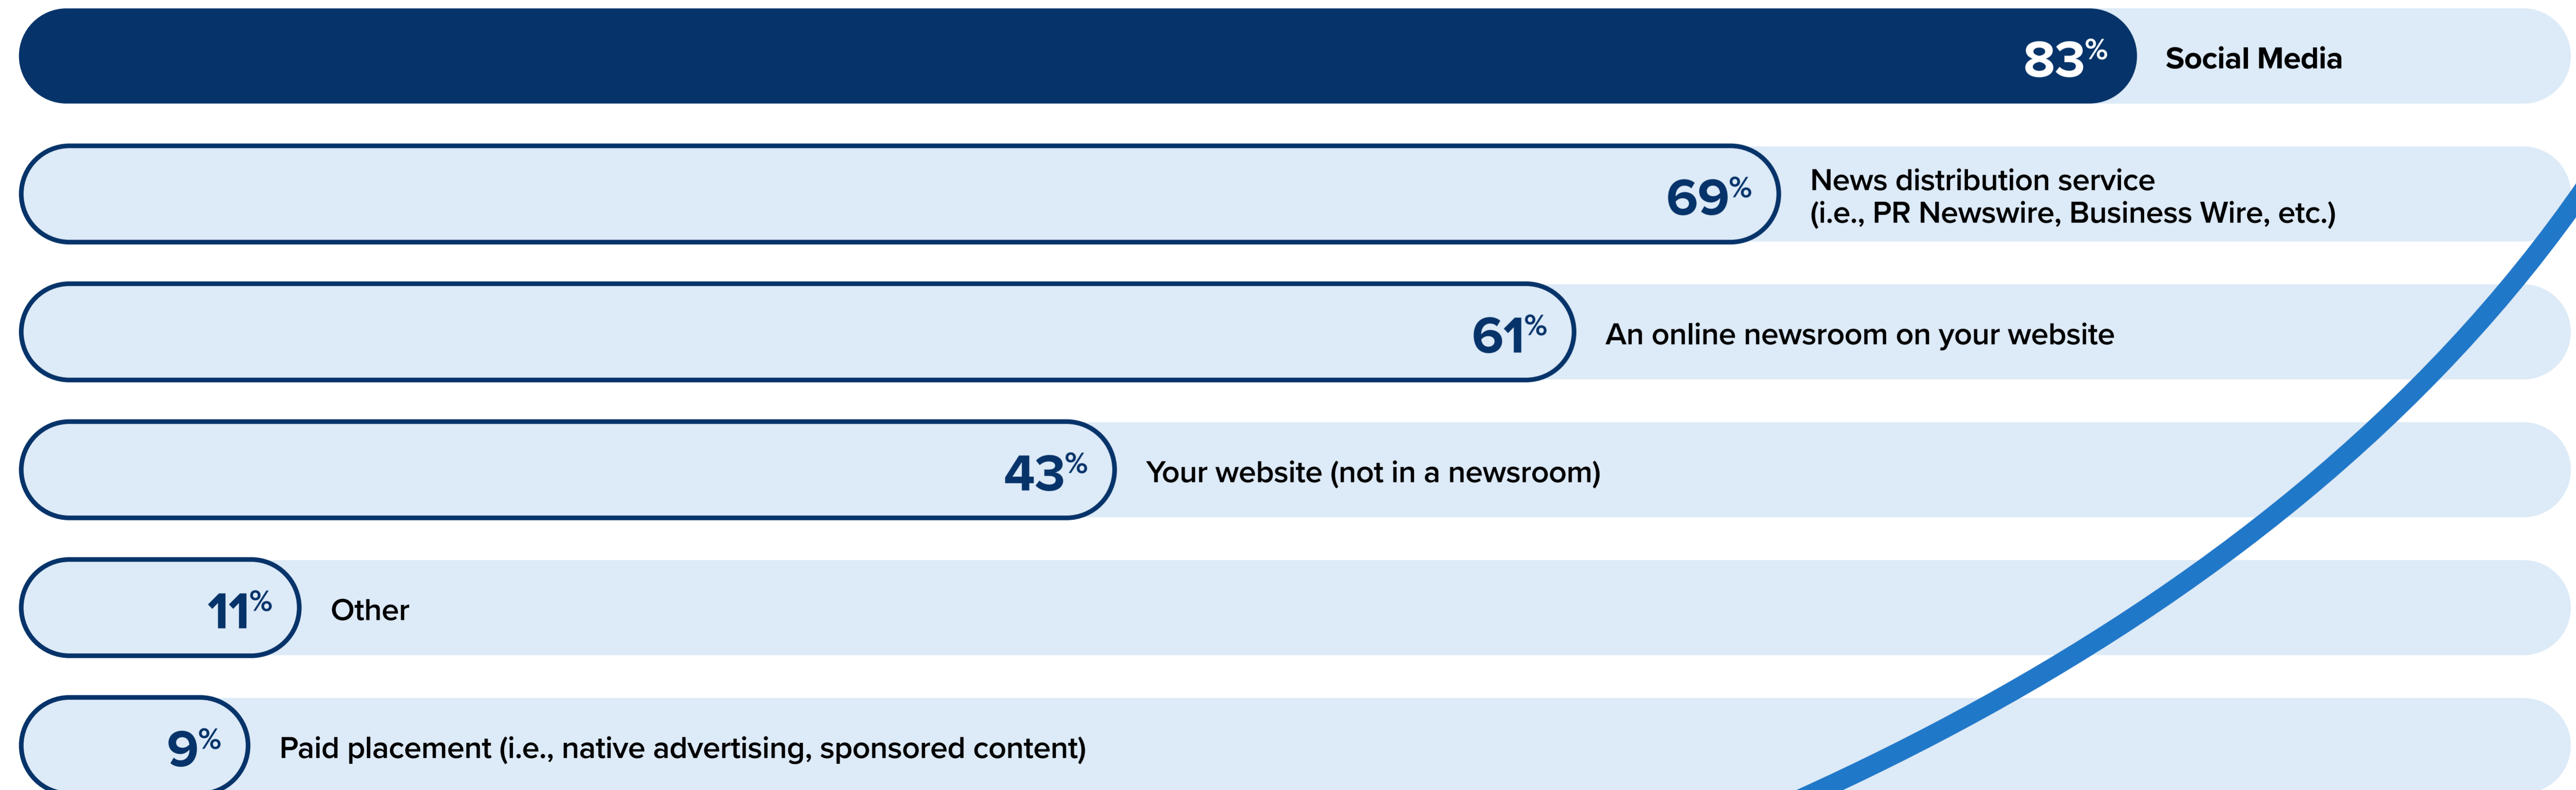 83% Social Media
69% News distribution service
(i.e., PR Newswire, Business Wire, etc.)
61% An online newsroom on your website
43% Your website (not in a newsroom)
11% Other
9% Paid placement (i.e., native advertising, sponsored content)